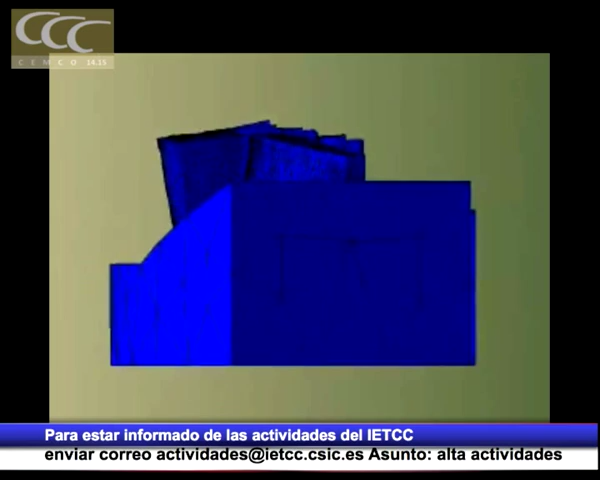 CCC
CEMCO 14.15
Para estar informado de las actividades del IETCC
enviar correo actividades@ietcc.csic.es Asunto: alta actividades